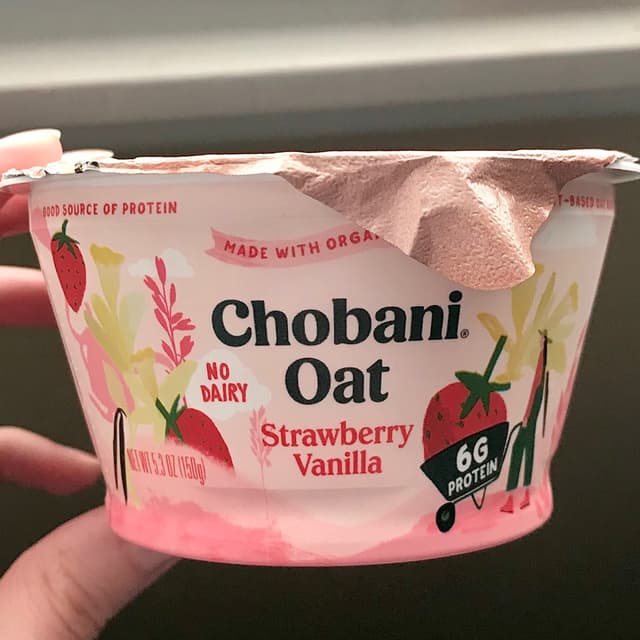 GOOD SOURCE OF PROTEIN
T-BASED
MADE WITH ORGA
Chobani®
Oat
NO
DAIRY
Strawberry
Vanilla
6G
PROTEIN
NET WT 5.3 OZ (150g)